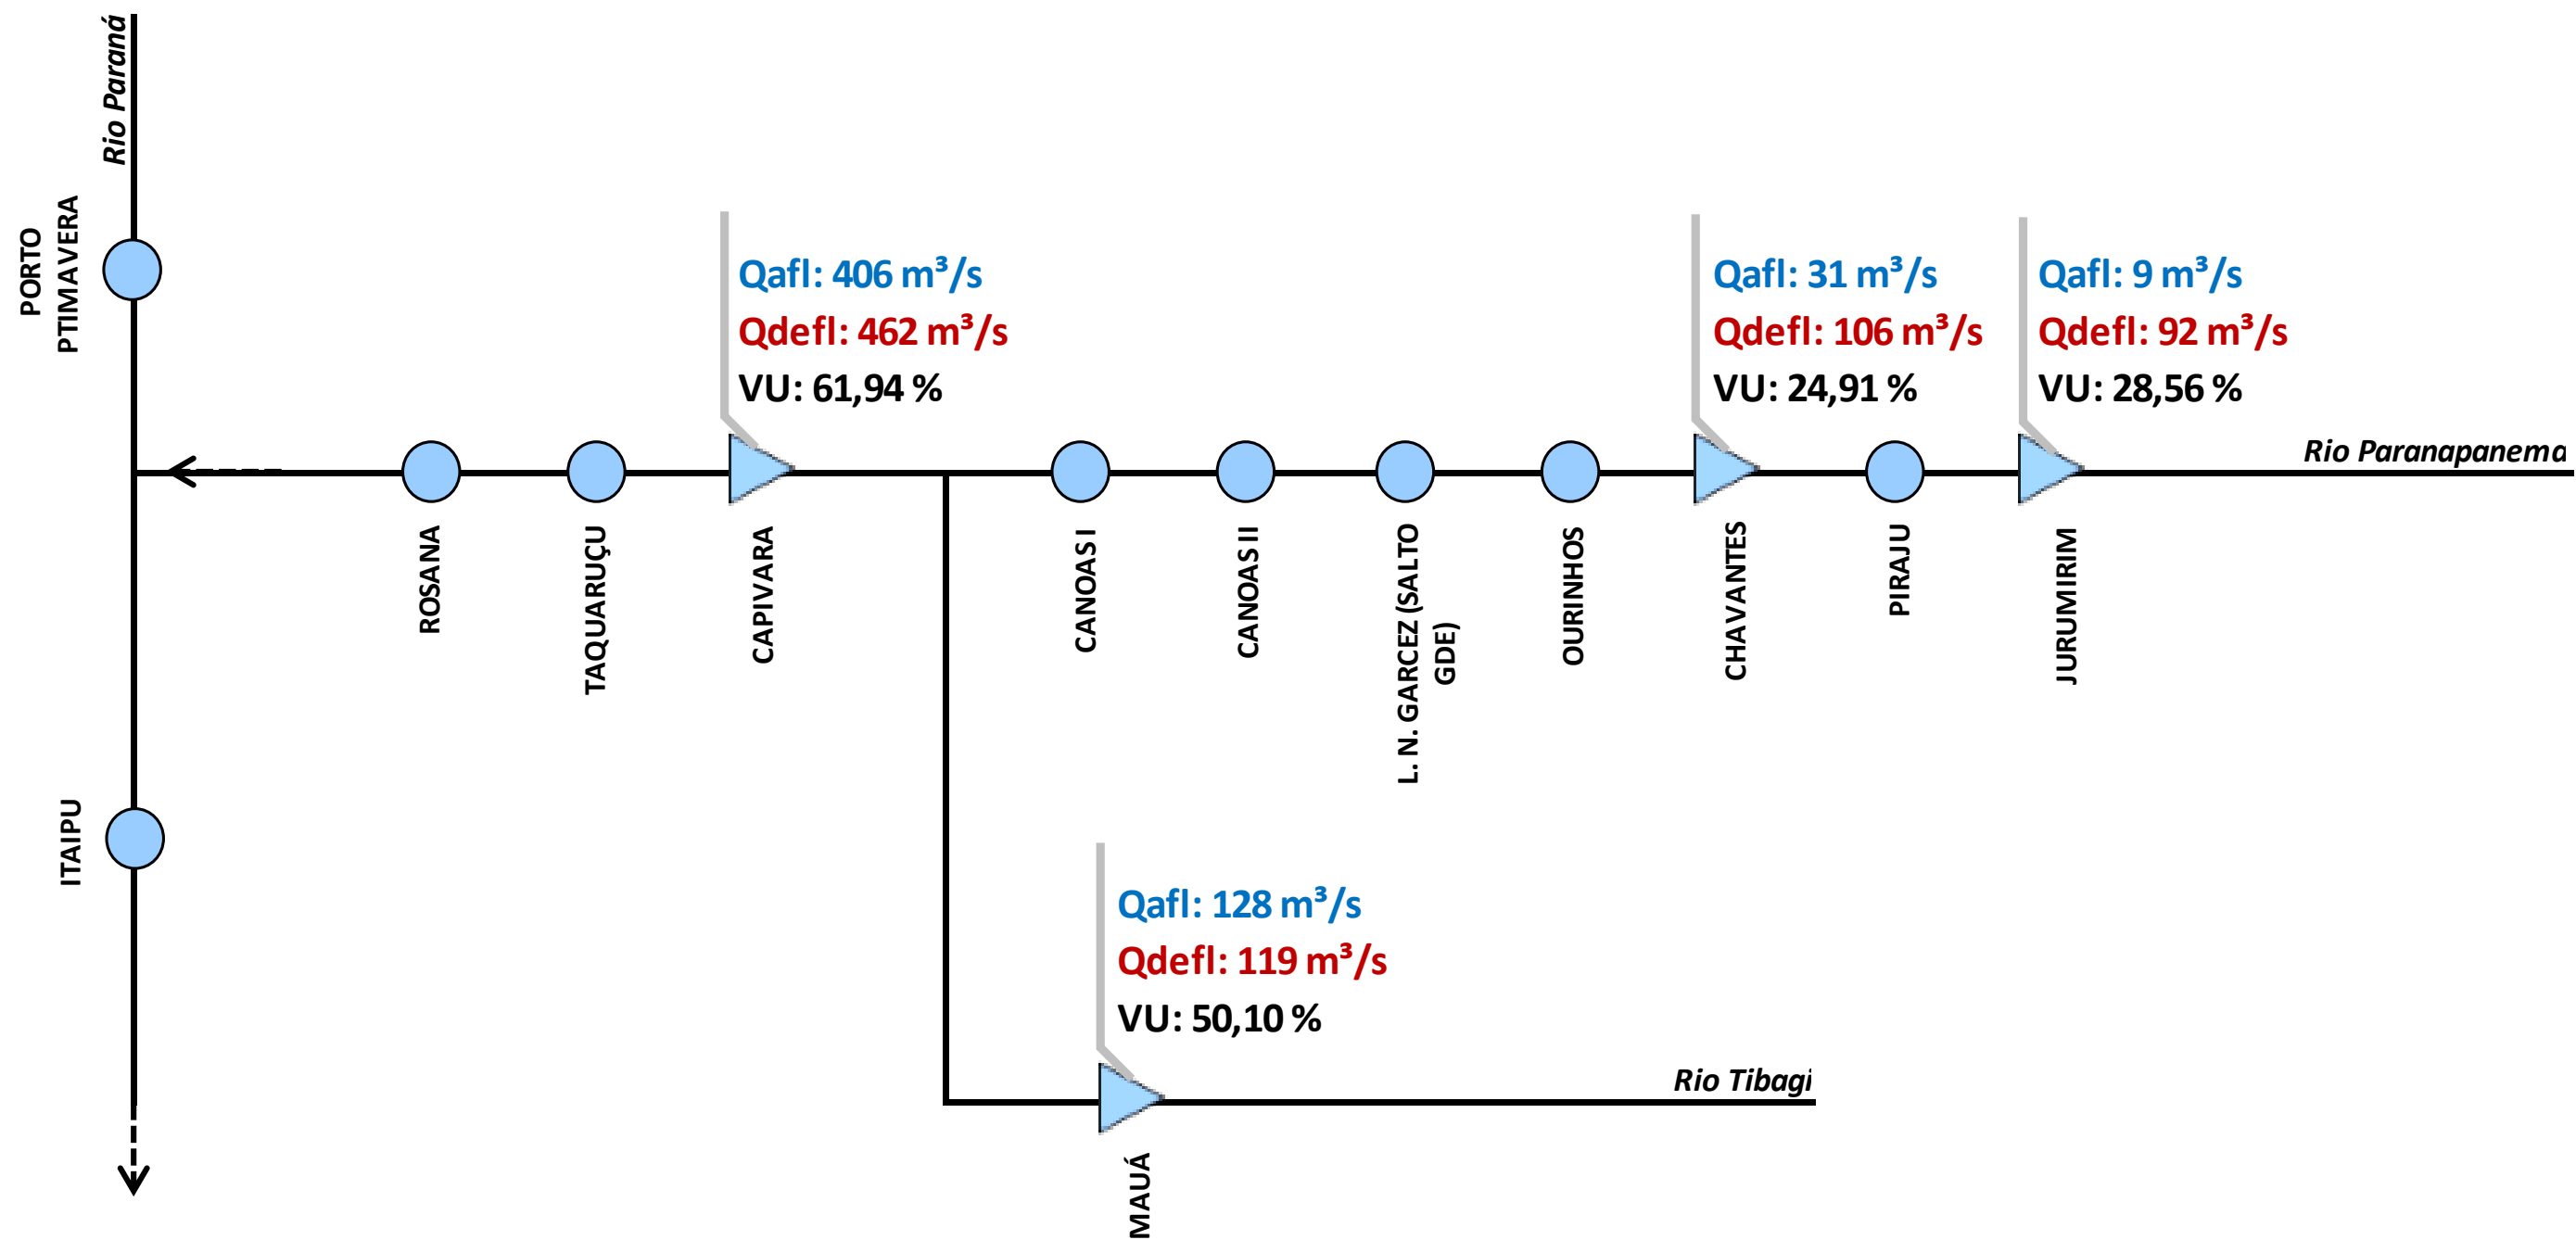 Rio Paraná
PORTO
PTIMAVERA
Qafl: 406 m³/s
Qdefl: 462 m³/s
VU: 61,94 %
Qafl: 31 m³/s
Qdefl: 106 m³/s
VU: 24,91 %
Qafl: 9 m³/s
Qdefl: 92 m³/s
VU: 28,56 %
Rio Paranapanema
ROSANA
TAQUARUÇU
CAPIVARA
CANOAS I
CANOAS II
L. N. GARCEZ (SALTO
GDE)
OURINHOS
CHAVANTES
PIRAJU
JURUMIRIM
ITAIPU
Qafl: 128 m³/s
Qdefl: 119 m³/s
VU: 50,10 %
Rio Tibagi
MAUÁ